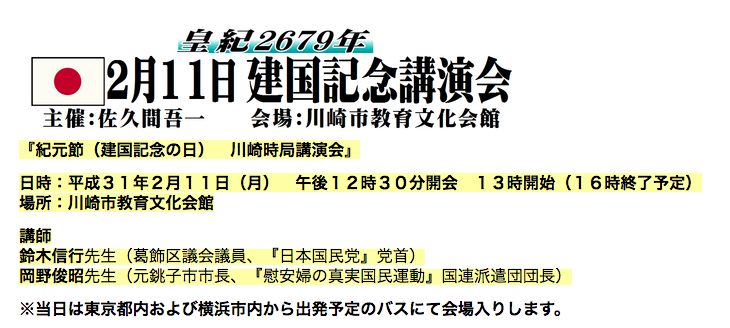 皇紀2679年
2月11日 建国記念講演会
主催：佐久間吾一　　会場：川崎市教育文化会館
『紀元節（建国記念の日）　川崎時局講演会』
日時：平成３１年２月１１日（月）　午後１２時３０分開会　１３時開始（１６時終了予定）
場所：川崎市教育文化会館
講師
鈴木信行先生（葛飾区議会議員、『日本国民党』党首）
岡野俊昭先生（元銚子市市長、『慰安婦の真実国民運動』国連派遣団団長）
※当日は東京都内および横浜市内から出発予定のバスにて会場入りします。